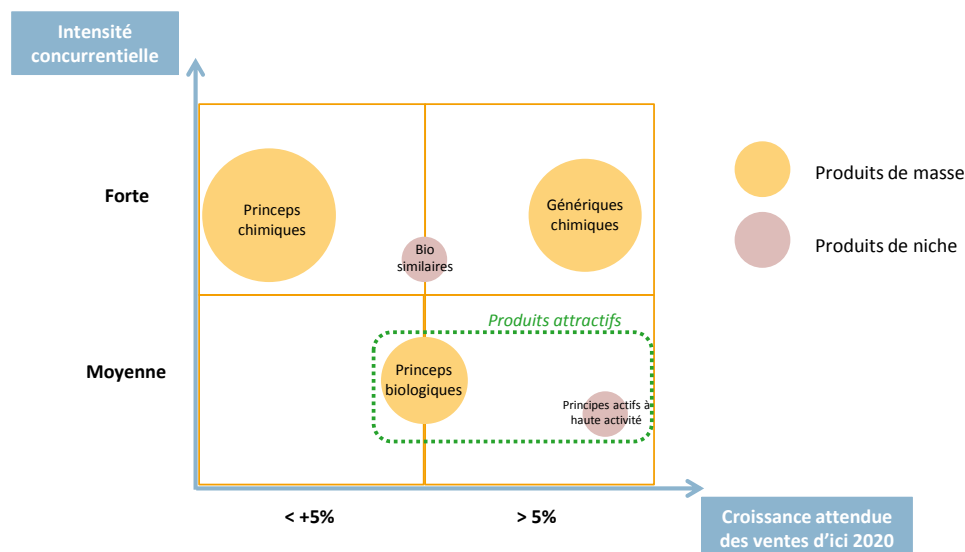 Intensité
concurrentielle
Forte
Princeps
chimiques
Bio
similaires
Génériques
chimiques
Produits de masse
Produits de niche
Produits attractifs
Moyenne
Princeps
biologiques
Principes actifs à
haute activité
< +5%
> 5%
Croissance attendue
des ventes d'ici 2020